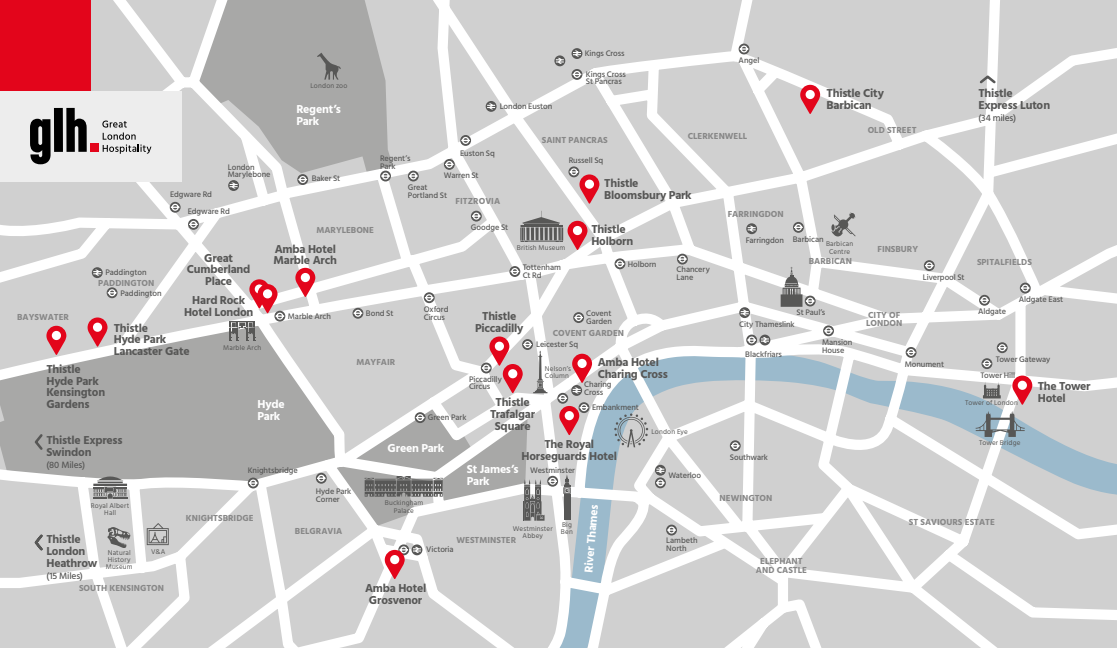 glh.
Great
London
Hospitality
London zoo
Regent's
Park
Kings Cross
Kings Cross
St Pancras
London Euston
Angel
Thistle City
Barbican
Thistle
Express Luton
(34 miles)
OLD STREET
CLERKENWELL
SAINT PANCRAS
Euston Sq
Warren St
Regent's
Park
Great
Portland St
Baker St
London
Marylebone
Edgware Rd
Edgware Rd
Russell Sq
Thistle
Bloomsbury Park
FITZROVIA
Goodge St
British Museum
Thistle
Holborn
MARYLEBONE
FARRINGDON
Farringdon
Barbican
Barbican
Centre
BARBICAN
FINSBURY
SPITALFIELDS
Liverpool St
Aldgate East
Aldgate
Holborn
Chancery
Lane
Tottenham
Ct Rd
Paddington
PADDINGTON
Paddington
Great
Cumberland
Place
Amba Hotel
Marble Arch
Hard Rock
Hotel London
Marble Arch
Marble Arch
Bond St
Oxford
Circus
BAYSWATER
Thistle
Hyde Park
Lancaster Gate
Thistle
Hyde Park
Kensington
Gardens
Thistle
Piccadilly
Leicester Sq
Covent
Garden
COVENT GARDEN
St Paul's
City Thameslink
Blackfriars
Mansion
House
CITY OF
LONDON
Monument
Tower Gateway
Tower Hill
Tower of London
The Tower
Hotel
Tower Bridge
MAYFAIR
Piccadilly
Circus
Nelson's
Column
Amba Hotel
Charing Cross
Charing
Cross
Embankment
Thistle
Trafalgar
Square
The Royal
Horseguards Hotel
London Eye
Hyde
Park
Green Park
Green Park
St James's
Park
Westminster
Waterloo
Southwark
Thistle Express
Swindon
(80 Miles)
Knightsbridge
Hyde Park
Corner
Buckingham
Palace
Westminster
Abbey
Big
Ben
River Thames
NEWINGTON
Royal Albert
Hall
KNIGHTSBRIDGE
BELGRAVIA
WESTMINSTER
Lambeth
North
ST SAVIOURS ESTATE
ELEPHANT
AND CASTLE
Thistle
London
Heathrow
(15 Miles)
Natural
History
Museum
V&A
SOUTH KENSINGTON
Victoria
Amba Hotel
Grosvenor